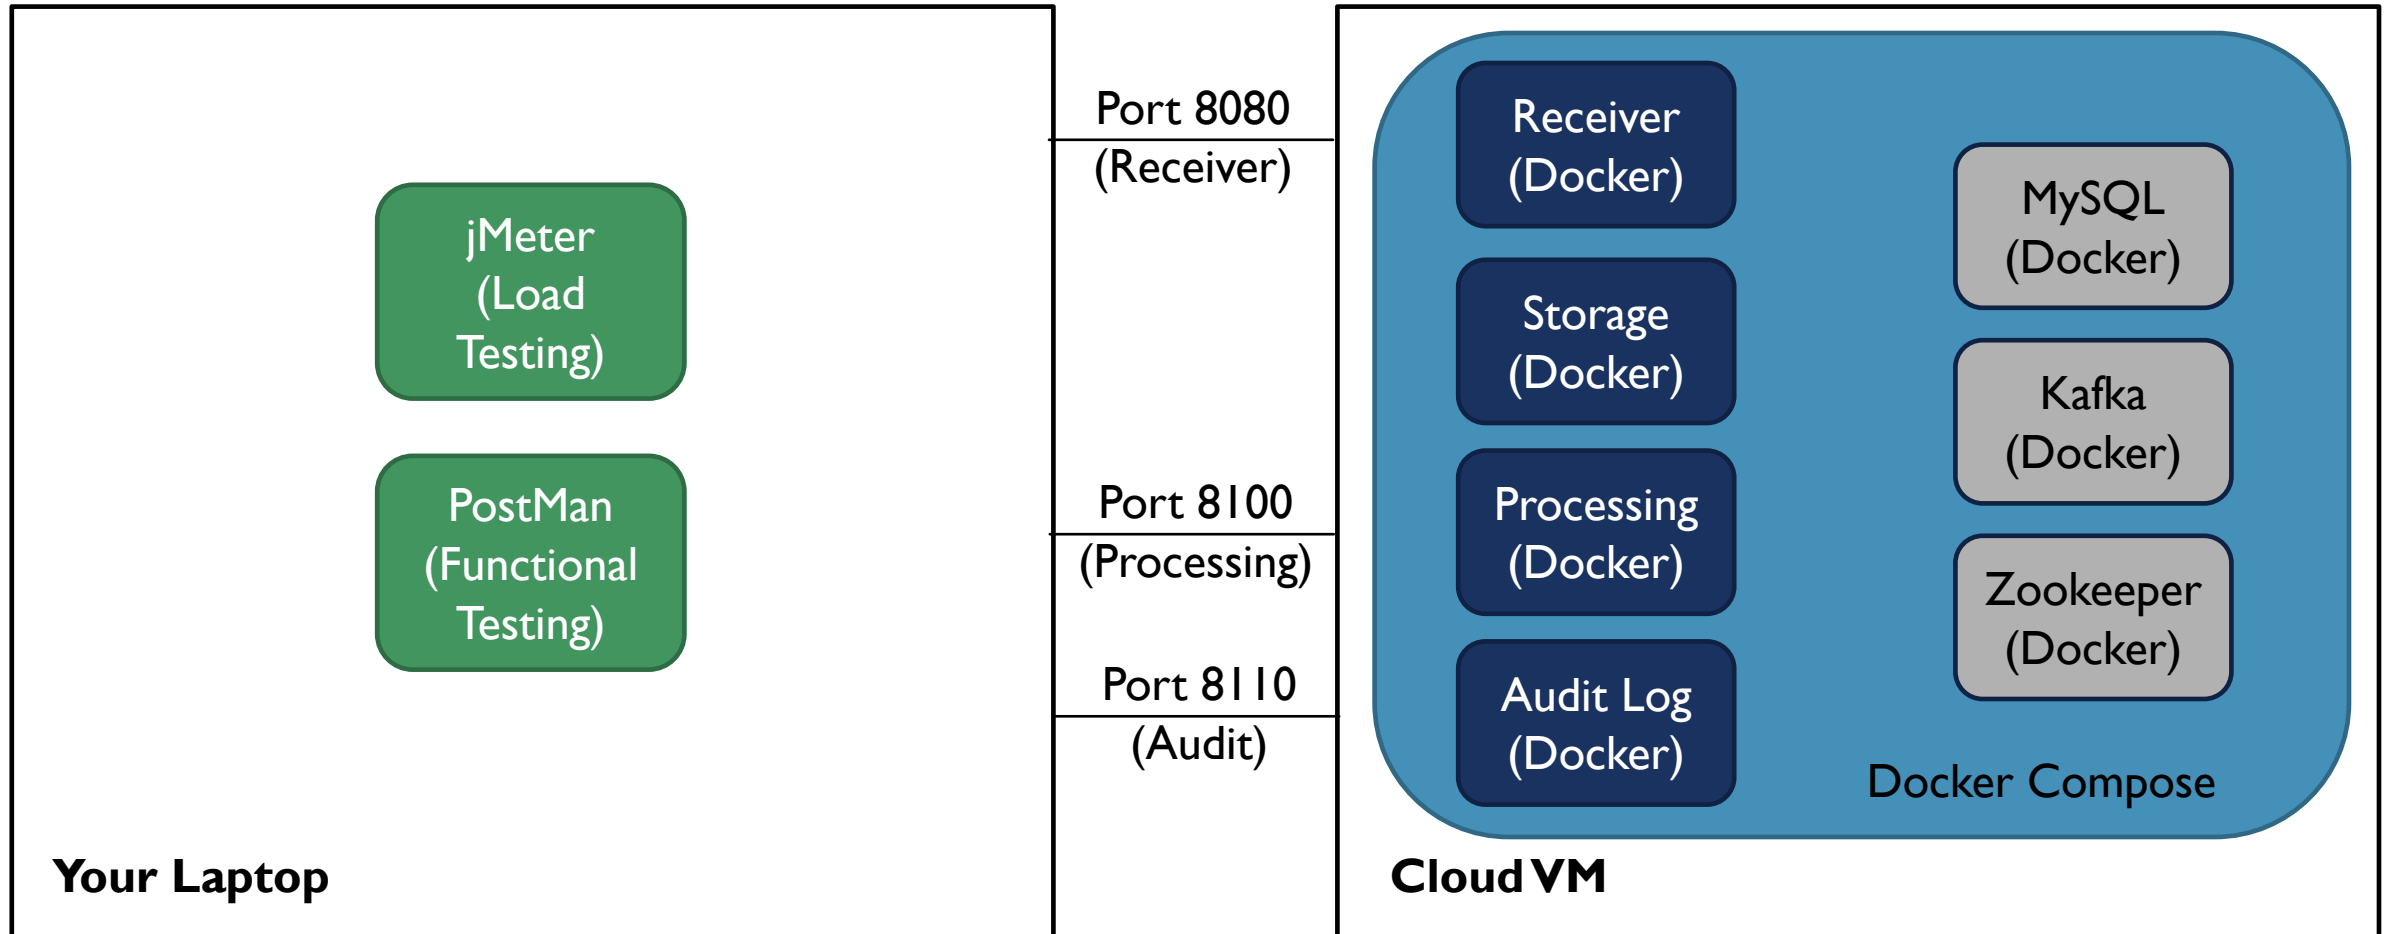 jMeter
(Load
Testing)
PostMan
(Functional
Testing)
Your Laptop
Port 8080
(Receiver)
Port 8100
(Processing)
Port 8110
(Audit)
Receiver
(Docker)
Storage
(Docker)
Processing
(Docker)
Audit Log
(Docker)
MySQL
(Docker)
Kafka
(Docker)
Zookeeper
(Docker)
Docker Compose
Cloud VM